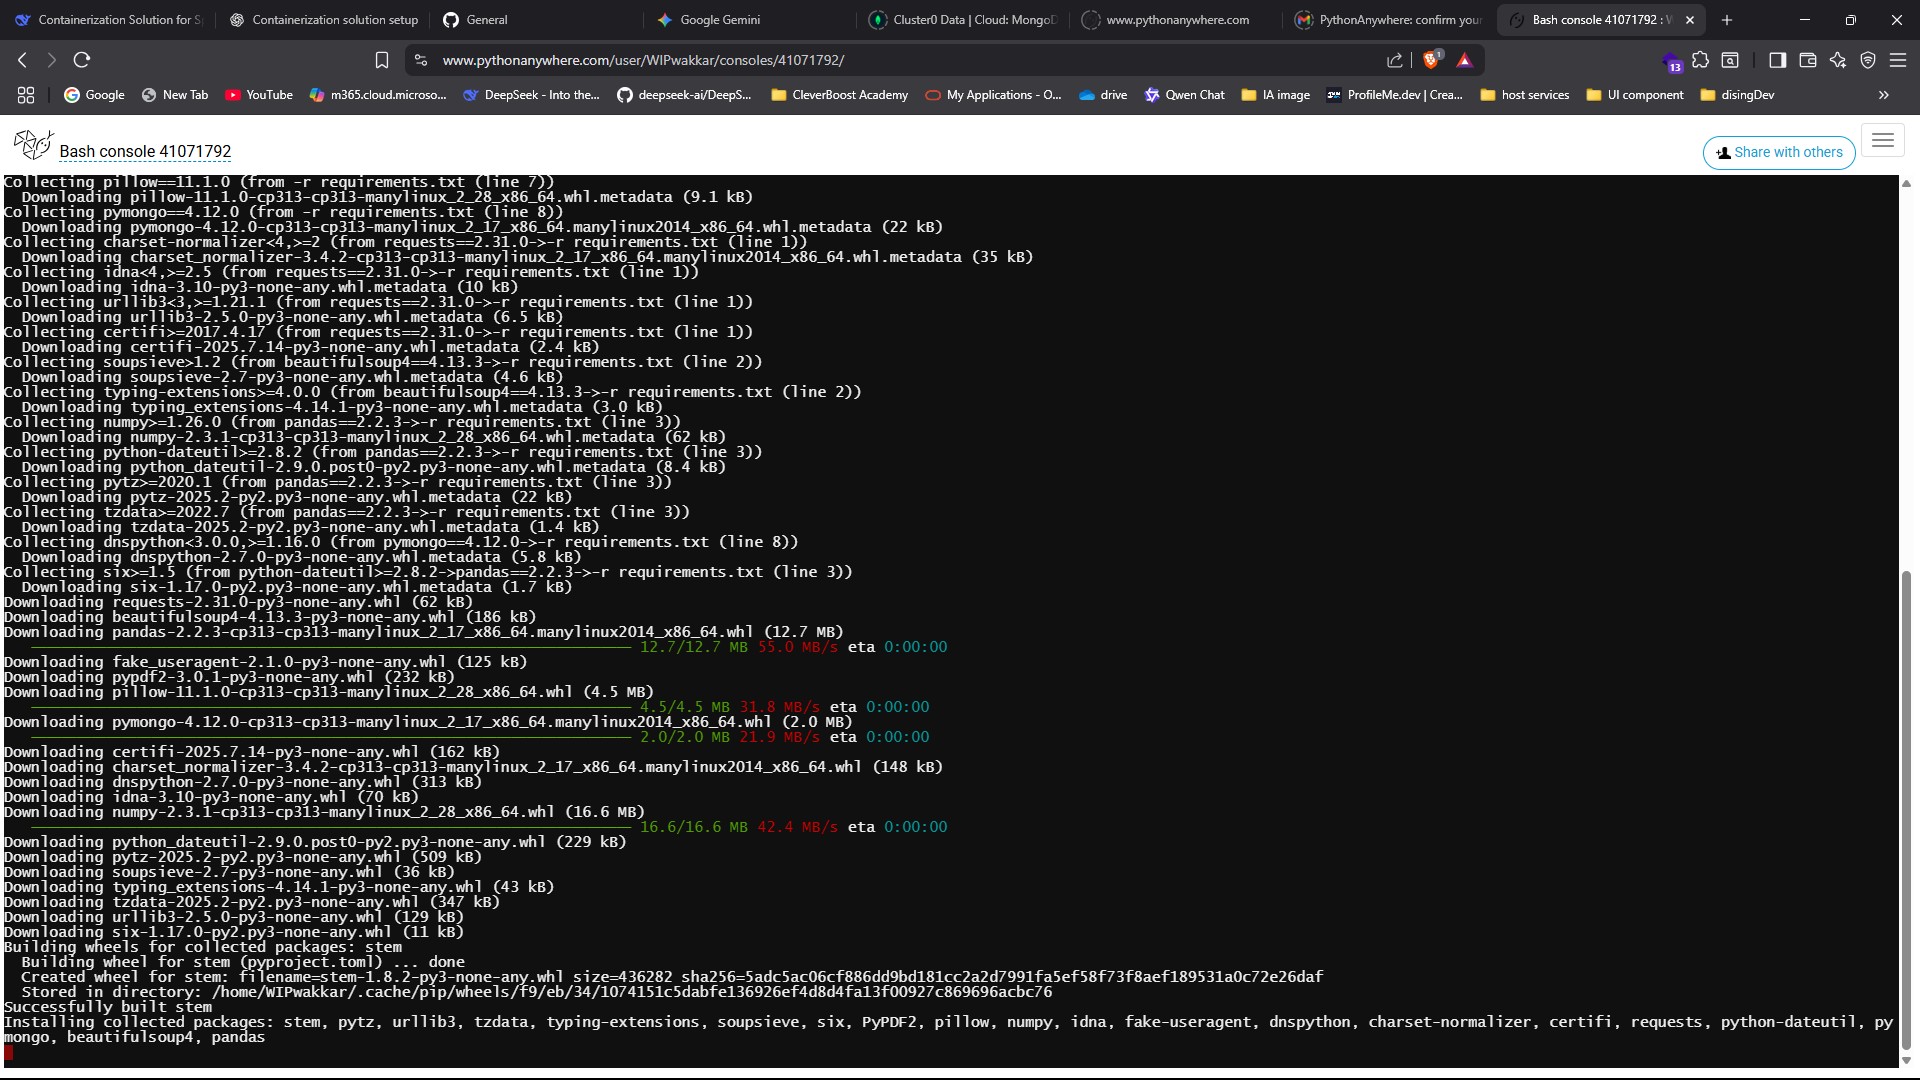 Containerization Solution for S
Containerization solution setup
General
Google Gemini
Cluster0 Data | Cloud: MongoD
www.pythonanywhere.com
PythonAnywhere: confirm your
Bash console 41071792 : W
www.pythonanywhere.com/user/WIPwakkar/consoles/41071792/
1
13
Google
New Tab
YouTube
m365.cloud.microso...
DeepSeek - Into the...
deepseek-ai/DeepS...
CleverBoost Academy
My Applications - O...
drive
Qwen Chat
IA image
ProfileMe.dev | Crea...
host services
UI component
disingDev
Bash console 41071792
Share with others
Collecting pillow==11.1.0 (from -r requirements.txt (line 7))
Downloading pillow-11.1.0-cp313-cp313-manylinux_2_28_x86_64.whl.metadata (9.1 kB)
Collecting pymongo==4.12.0 (from -r requirements.txt (line 8))
Downloading pymongo-4.12.0-cp313-cp313-manylinux_2_17_x86_64.manylinux2014_x86_64.whl.metadata (22 kB)
Collecting charset-normalizer<4,>=2 (from requests==2.31.0->-r requirements.txt (line 1))
Downloading charset_normalizer-3.4.2-cp313-cp313-manylinux_2_17_x86_64.manylinux2014_x86_64.whl.metadata (35 kB)
Collecting idna<4,>=2.5 (from requests==2.31.0->-r requirements.txt (line 1))
Downloading idna-3.10-py3-none-any.whl.metadata (10 kB)
Collecting urllib3<3,>=1.21.1 (from requests==2.31.0->-r requirements.txt (line 1))
Downloading urllib3-2.5.0-py3-none-any.whl.metadata (6.5 kB)
Collecting certifi>=2017.4.17 (from requests==2.31.0->-r requirements.txt (line 1))
Downloading certifi-2025.7.14-py3-none-any.whl.metadata (2.4 kB)
Collecting soupsieve>1.2 (from beautifulsoup4==4.13.3->-r requirements.txt (line 2))
Downloading soupsieve-2.7-py3-none-any.whl.metadata (4.6 kB)
Collecting typing-extensions>=4.0.0 (from beautifulsoup4==4.13.3->-r requirements.txt (line 2))
Downloading typing_extensions-4.14.1-py3-none-any.whl.metadata (3.0 kB)
Collecting numpy>=1.26.0 (from pandas==2.2.3->-r requirements.txt (line 3))
Downloading numpy-2.3.1-cp313-cp313-manylinux_2_28_x86_64.whl.metadata (62 kB)
Collecting python-dateutil>=2.8.2 (from pandas==2.2.3->-r requirements.txt (line 3))
Downloading python_dateutil-2.9.0.post0-py2.py3-none-any.whl.metadata (8.4 kB)
Collecting pytz>=2020.1 (from pandas==2.2.3->-r requirements.txt (line 3))
Downloading pytz-2025.2-py2.py3-none-any.whl.metadata (22 kB)
Collecting tzdata>=2022.7 (from pandas==2.2.3->-r requirements.txt (line 3))
Downloading tzdata-2025.2-py2.py3-none-any.whl.metadata (1.4 kB)
Collecting dnspython<3.0.0,>=1.16.0 (from pymongo==4.12.0->-r requirements.txt (line 8))
Downloading dnspython-2.7.0-py3-none-any.whl.metadata (5.8 kB)
Collecting six>=1.5 (from python-dateutil>=2.8.2->pandas==2.2.3->-r requirements.txt (line 3))
Downloading six-1.17.0-py2.py3-none-any.whl.metadata (1.7 kB)
Downloading requests-2.31.0-py3-none-any.whl (62 kB)
Downloading beautifulsoup4-4.13.3-py3-none-any.whl (186 kB)
Downloading pandas-2.2.3-cp313-cp313-manylinux_2_17_x86_64.manylinux2014_x86_64.whl (12.7 MB)
12.7/12.7 MB 55.0 MB/s eta 0:00:00
Downloading fake_useragent-2.1.0-py3-none-any.whl (125 kB)
Downloading pypdf2-3.0.1-py3-none-any.whl (232 kB)
Downloading pillow-11.1.0-cp313-cp313-manylinux_2_28_x86_64.whl (4.5 MB)
4.5/4.5 MB 31.8 MB/s eta 0:00:00
Downloading pymongo-4.12.0-cp313-cp313-manylinux_2_17_x86_64.manylinux2014_x86_64.whl (2.0 MB)
2.0/2.0 MB 21.9 MB/s eta 0:00:00
Downloading certifi-2025.7.14-py3-none-any.whl (162 kB)
Downloading charset_normalizer-3.4.2-cp313-cp313-manylinux_2_17_x86_64.manylinux2014_x86_64.whl (148 kB)
Downloading dnspython-2.7.0-py3-none-any.whl (313 kB)
Downloading idna-3.10-py3-none-any.whl (70 kB)
Downloading numpy-2.3.1-cp313-cp313-manylinux_2_28_x86_64.whl (16.6 MB)
16.6/16.6 MB 42.4 MB/s eta 0:00:00
Downloading python_dateutil-2.9.0.post0-py2.py3-none-any.whl (229 kB)
Downloading pytz-2025.2-py2.py3-none-any.whl (509 kB)
Downloading soupsieve-2.7-py3-none-any.whl (36 kB)
Downloading typing_extensions-4.14.1-py3-none-any.whl (43 kB)
Downloading tzdata-2025.2-py2.py3-none-any.whl (347 kB)
Downloading urllib3-2.5.0-py3-none-any.whl (129 kB)
Downloading six-1.17.0-py2.py3-none-any.whl (11 kB)
Building wheels for collected packages: stem
Building wheel for stem (pyproject.toml) ... done
Created wheel for stem: filename=stem-1.8.2-py3-none-any.whl size=436282 sha256=5adc5ac06cf886dd9bd181cc2a2d7991fa5ef58f73f8aef189531a0c72e26daf
Stored in directory: /home/WIPwakkar/.cache/pip/wheels/f9/eb/34/1074151c5dabfe136926ef4d8d4fa13f00927c869696acbc76
Successfully built stem
Installing collected packages: stem, pytz, urllib3, tzdata, typing-extensions, soupsieve, six, PyPDF2, pillow, numpy, idna, fake-useragent, dnspython, charset-normalizer, certifi, requests, python-dateutil, py
mongo, beautifulsoup4, pandas